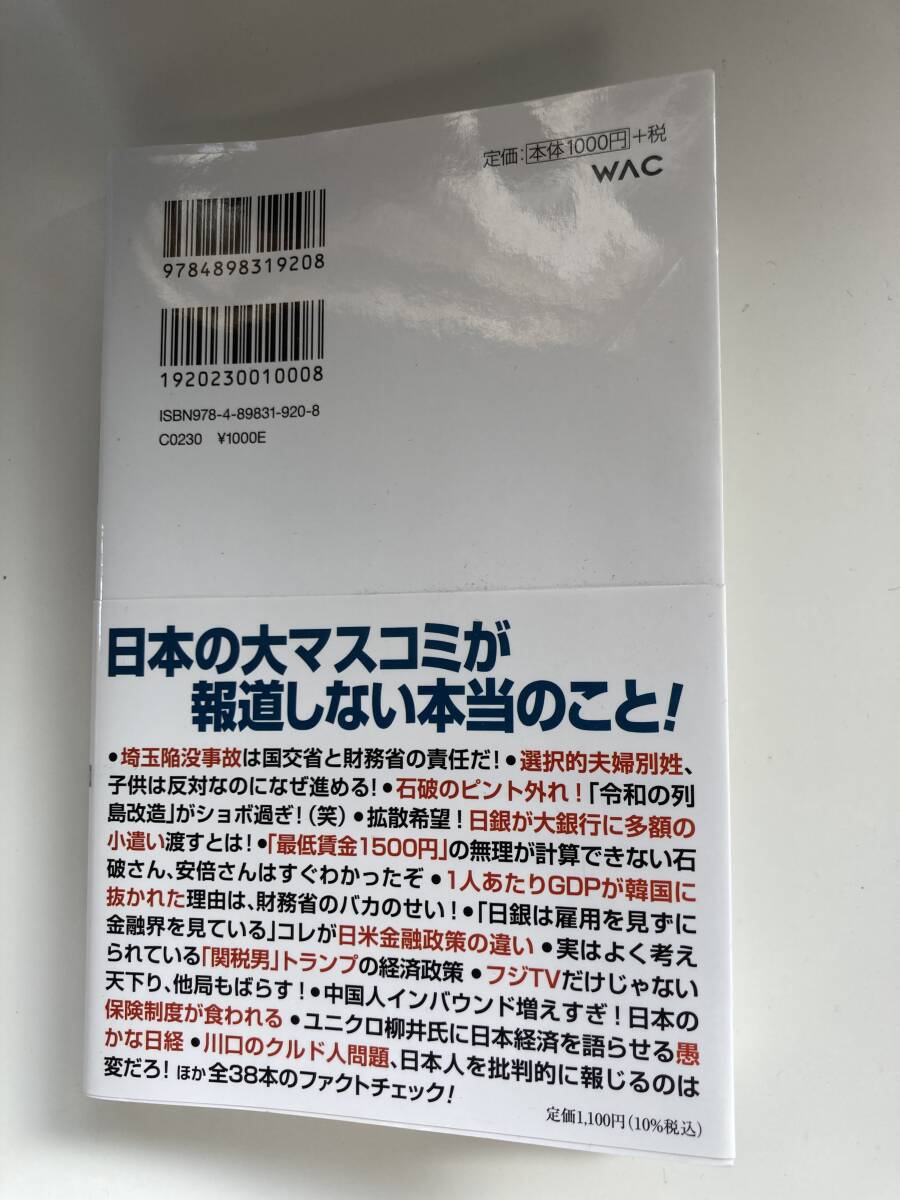 定価:本体1000円+税
WAC
9784898319208
1920230010008
ISBN978-4-89831-920-8
C0230 ¥1000E
日本の大マスコミが
報道しない本当のこと!
•埼玉陥没事故は国交省と財務省の責任だ!•選択的夫婦別姓、
子供は反対なのになぜ進める!•石破のピント外れ!「令和の列
島改造」がショボ過ぎ!(笑)•拡散希望!日銀が大銀行に多額の
小遣い渡すとは!•「最低賃金1500円」の無理が計算できない石
破さん、安倍さんはすぐわかったぞ•1人あたりGDPが韓国に
抜かれた理由は、財務省のバカのせい!•「日銀は雇用を見ずに
金融界を見ている」コレが日米金融政策の違い•実はよく考え
られている「関税男」トランプの経済政策•フジTVだけじゃない
天下り、他局もばらす!•中国人インバウンド増えすぎ!日本の
保険制度が食われる•ユニクロ柳井氏に日本経済を語らせる愚
かな日経•川口のクルド人問題、日本人を批判的に報じるのは
変だろ! ほか全38本のファクトチェック!
定価1,100円(10%税込)